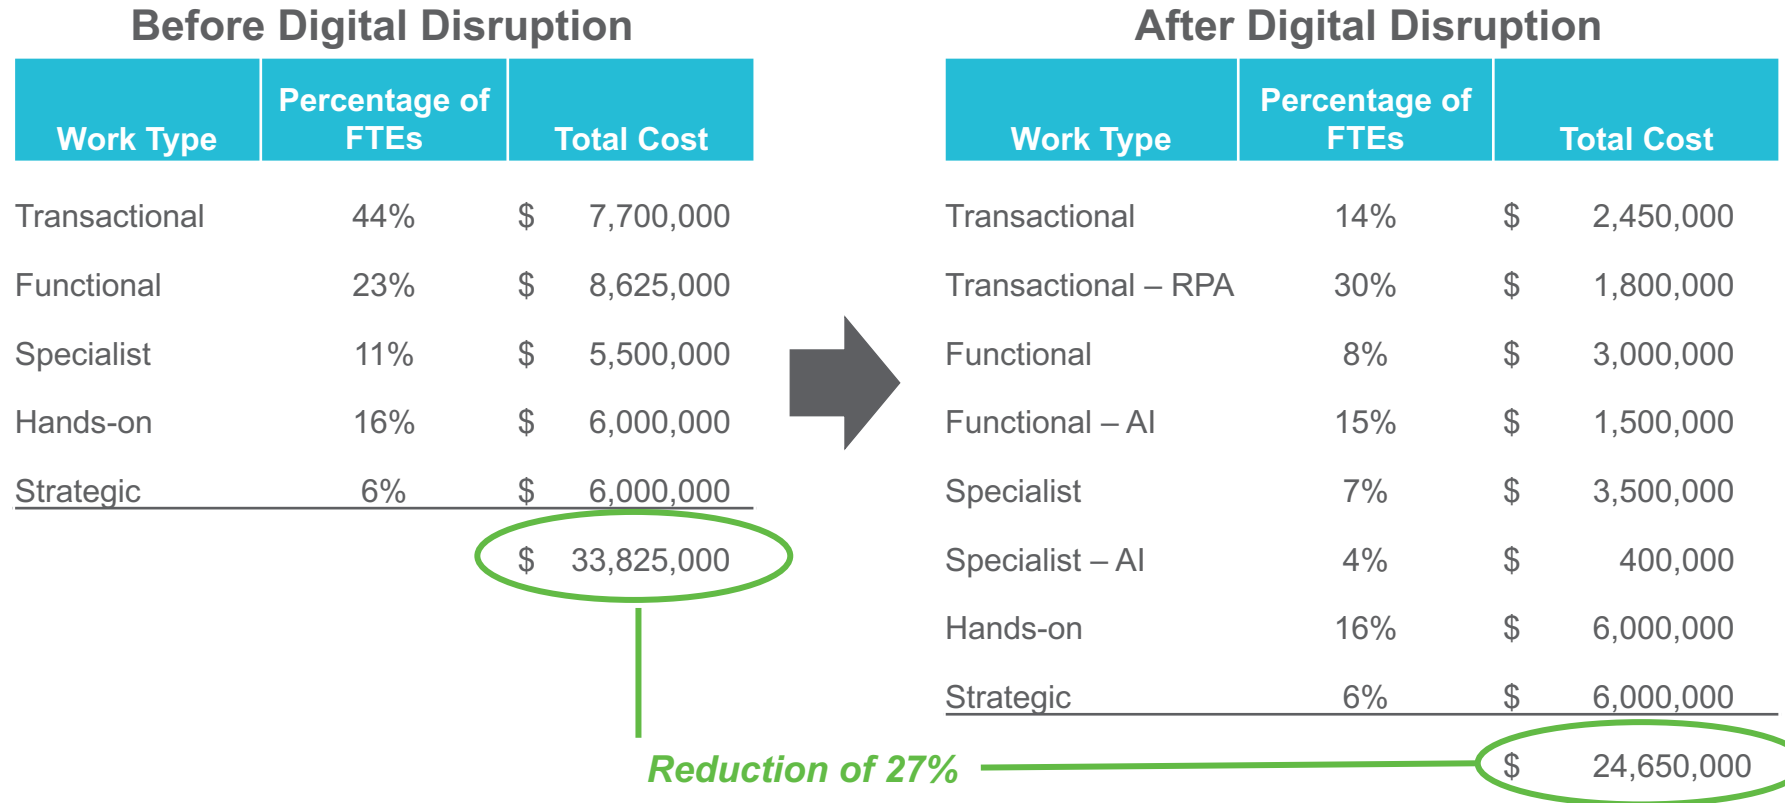 Before Digital Disruption
Work Type Percentage of FTEs Total Cost
Transactional 44% $ 7,700,000
Functional 23% $ 8,625,000
Specialist 11% $ 5,500,000
Hands-on 16% $ 6,000,000
Strategic 6% $ 6,000,000
$ 33,825,000
After Digital Disruption
Work Type Percentage of FTEs Total Cost
Transactional 14% $ 2,450,000
Transactional – RPA 30% $ 1,800,000
Functional 8% $ 3,000,000
Functional – AI 15% $ 1,500,000
Specialist 7% $ 3,500,000
Specialist – AI 4% $ 400,000
Hands-on 16% $ 6,000,000
Strategic 6% $ 6,000,000
$ 24,650,000
Reduction of 27%